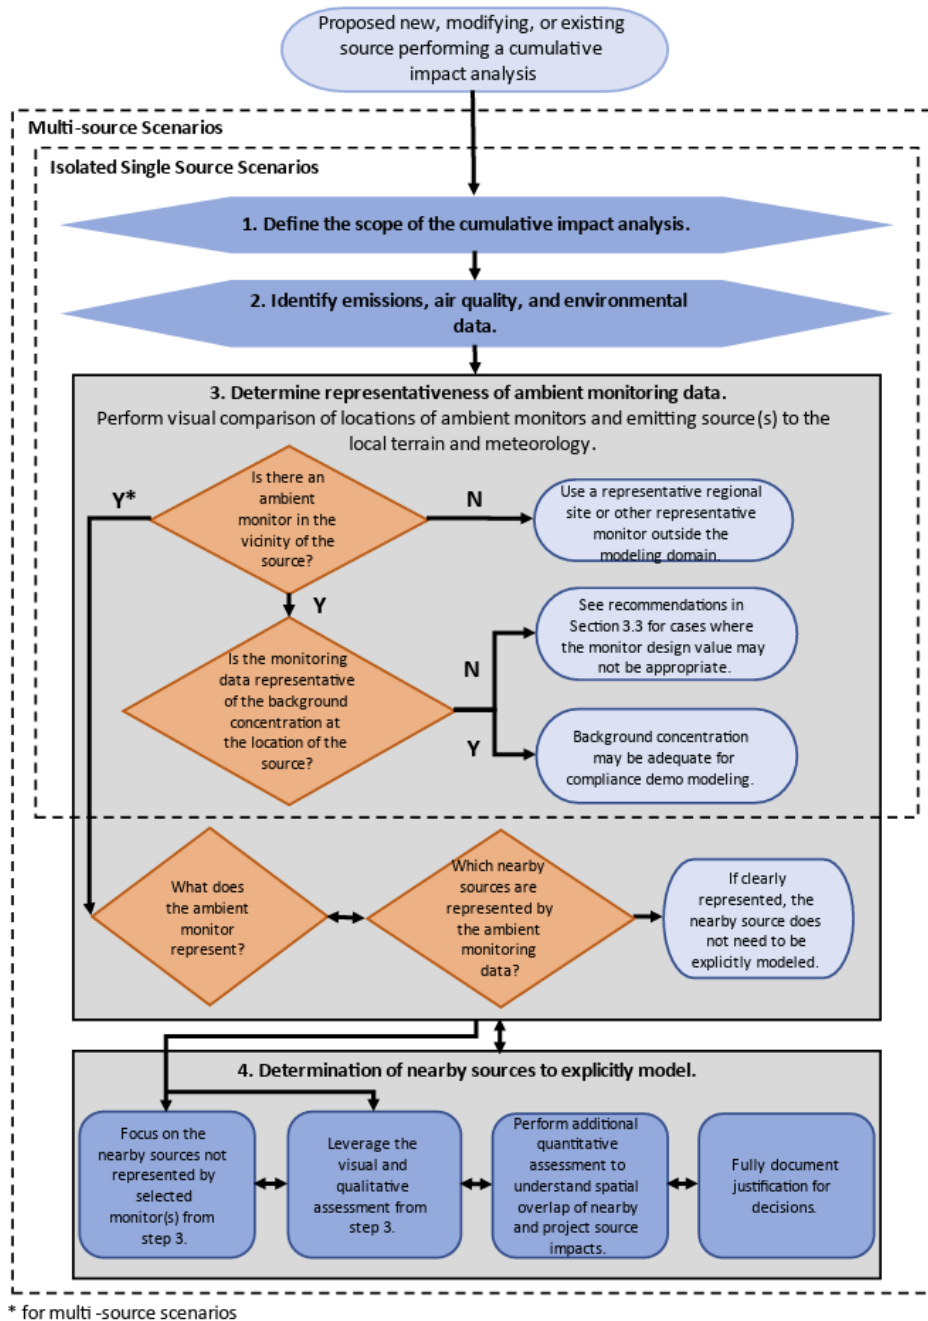 Proposed new, modifying, or existing
source performing a cumulative
impact analysis
Multi-source Scenarios
Isolated Single Source Scenarios
1. Define the scope of the cumulative impact analysis.
2. Identify emissions, air quality, and environmental
data.
3. Determine representativeness of ambient monitoring data.
Perform visual comparison of locations of ambient monitors and emitting source(s) to the
local terrain and meteorology.
Is there an
ambient
monitor in the
vicinity of the
source?
Y*
N
Use a representative regional
site or other representative
monitor outside the
modeling domain.
Y
Is the monitoring
data representative
of the background
concentration at
the location of the
source?
N
See recommendations in
Section 3.3 for cases where
the monitor design value may
not be appropriate.
Y
Background concentration
may be adequate for
compliance demo modeling.
What does
the ambient
monitor
represent?
Which nearby
sources are
represented by
the ambient
monitoring
data?
If clearly
represented, the
nearby source does
not need to be
explicitly modeled.
4. Determination of nearby sources to explicitly model.
Focus on the
nearby sources not
represented by
selected
monitor(s) from
step 3.
Leverage the
visual and
qualitative
assessment from
step 3.
Perform additional
quantitative
assessment to
understand spatial
overlap of nearby
and project source
impacts.
Fully document
justification for
decisions.
* for multi -source scenarios